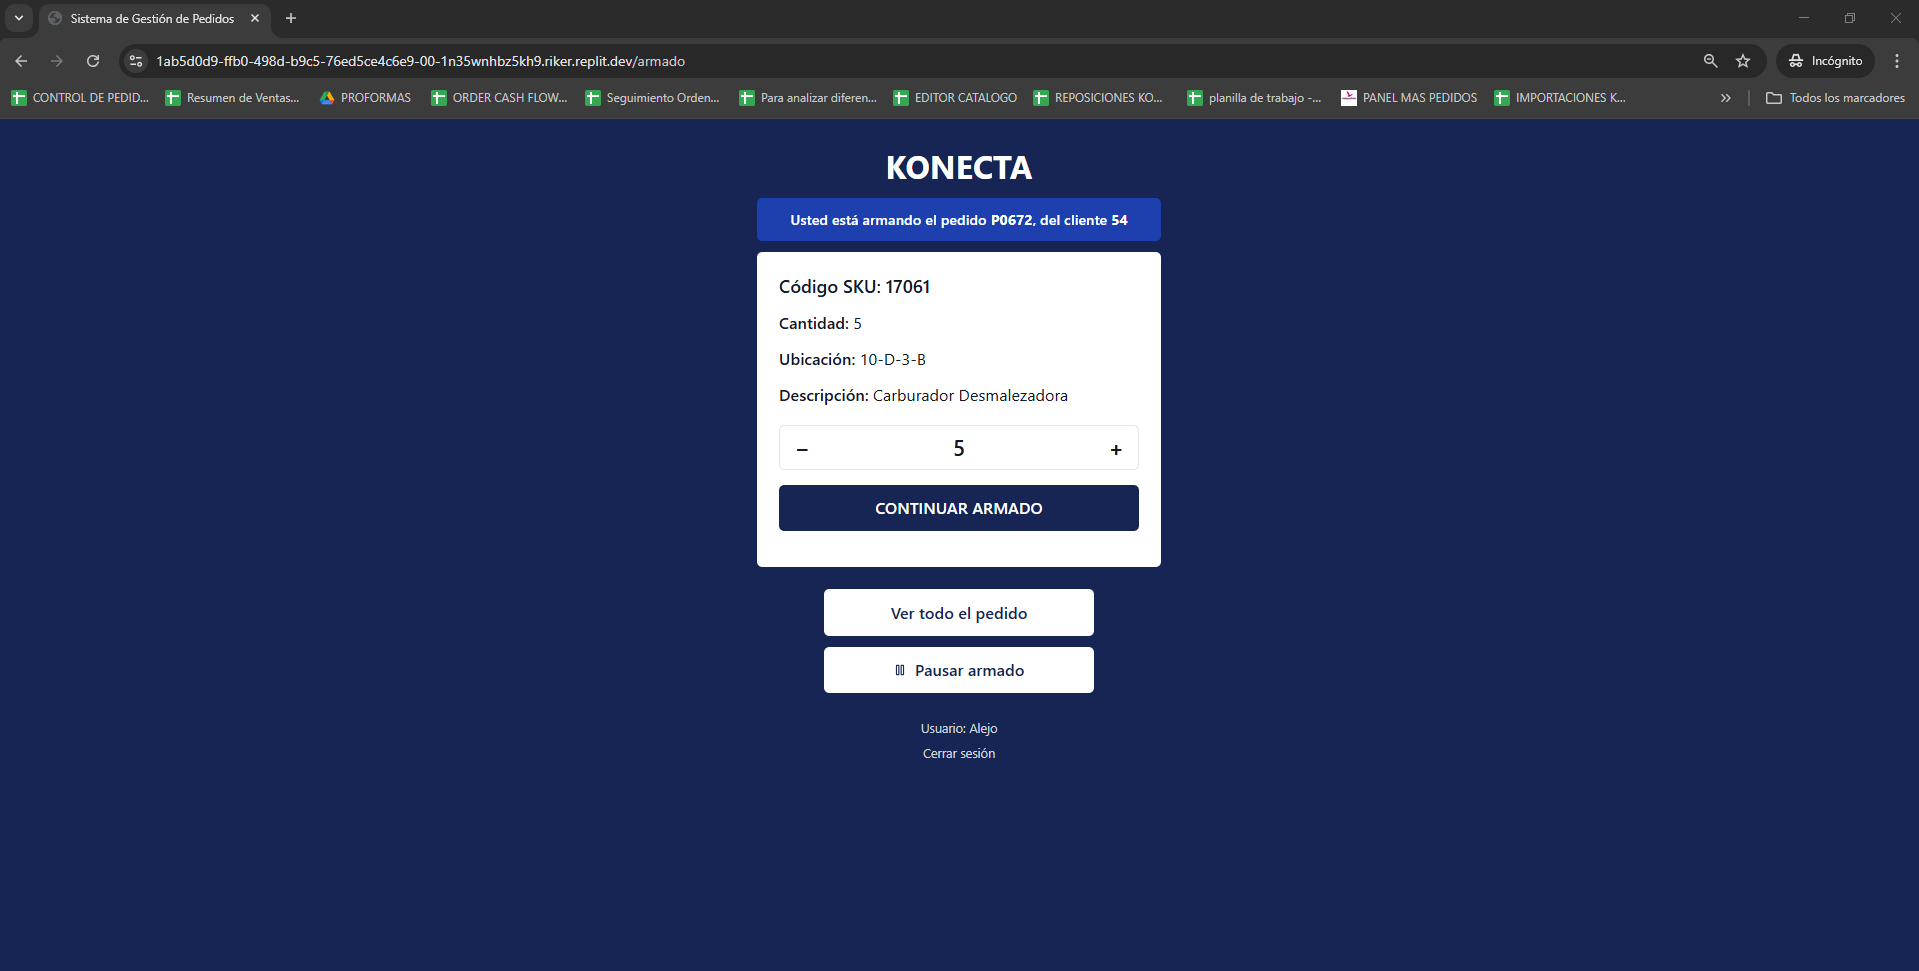 Sistema de Gestión de Pedidos
1ab5d0d9-ffb0-498d-b9c5-76ed5ce4c6e9-00-1n35wnhbz5kh9.riker.replit.dev/armado
Incógnito
CONTROL DE PEDID... Resumen de Ventas... PROFORMAS ORDER CASH FLOW... Seguimiento Orden... Para analizar diferen... EDITOR CATALOGO REPOSICIONES KO... planilla de trabajo -... PANEL MAS PEDIDOS IMPORTACIONES K... Todos los marcadores
KONECTA
Usted está armando el pedido P0672, del cliente 54
Código SKU: 17061
Cantidad: 5
Ubicación: 10-D-3-B
Descripción: Carburador Desmalezadora
− 5 +
CONTINUAR ARMADO
Ver todo el pedido
Pausar armado
Usuario: Alejo
Cerrar sesión